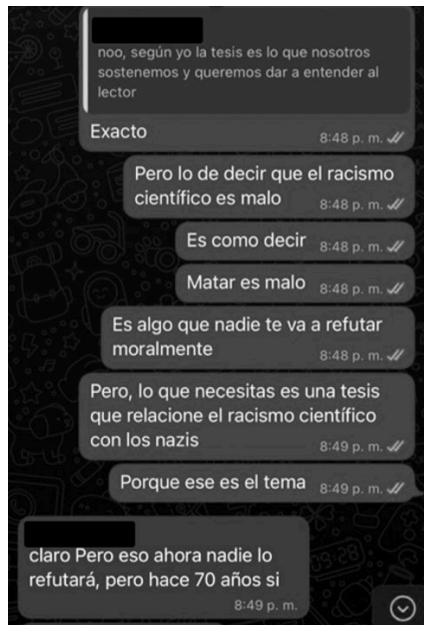 noo, según yo la tesis es lo que nosotros
sostenemos y queremos dar a entender al
lector
Exacto
8:48 p. m.
Pero lo de decir que el racismo
científico es malo
8:48 p. m.
Es como decir
8:48 p. m.
Matar es malo
8:48 p. m.
Es algo que nadie te va a refutar
moralmente
8:48 p. m.
Pero, lo que necesitas es una tesis
que relacione el racismo científico
con los nazis
8:49 p. m.
Porque ese es el tema
8:49 p. m.
claro Pero eso ahora nadie lo
refutará, pero hace 70 años si
8:49 p. m.